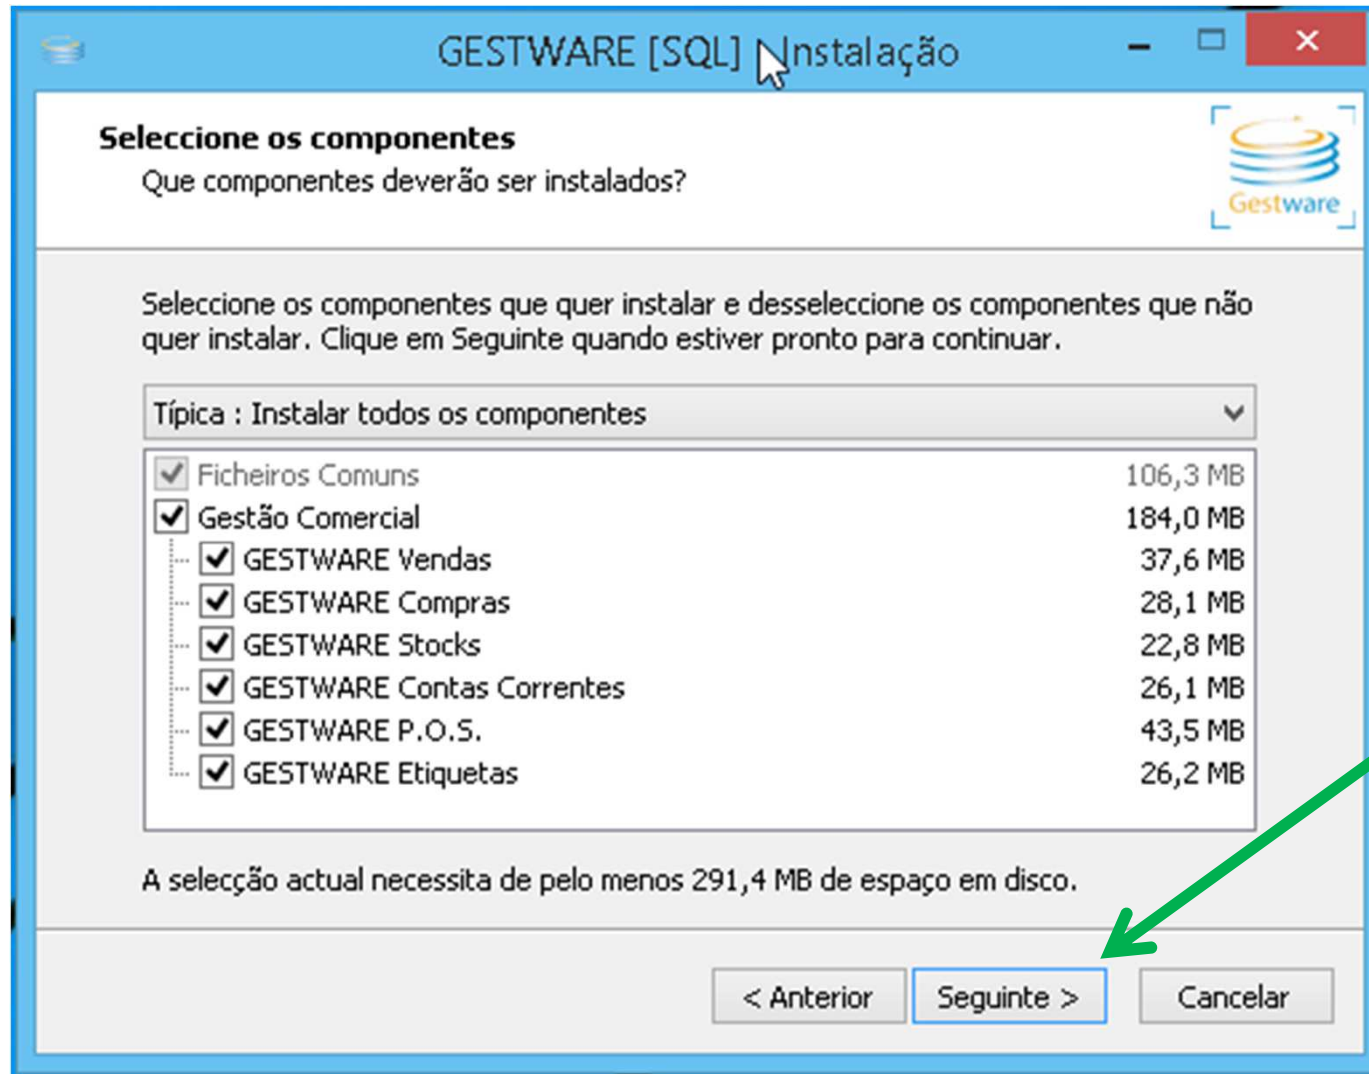 GESTWARE [SQL] Instalação
Seleccione os componentes
Que componentes deverão ser instalados?
Gestware
Seleccione os componentes que quer instalar e desseleccione os componentes que não
quer instalar. Clique em Seguinte quando estiver pronto para continuar.
Típica : Instalar todos os componentes
Ficheiros Comuns 106,3 MB
Gestão Comercial 184,0 MB
GESTWARE Vendas 37,6 MB
GESTWARE Compras 28,1 MB
GESTWARE Stocks 22,8 MB
GESTWARE Contas Correntes 26,1 MB
GESTWARE P.O.S. 43,5 MB
GESTWARE Etiquetas 26,2 MB
A selecção actual necessita de pelo menos 291,4 MB de espaço em disco.
< Anterior Seguinte > Cancelar